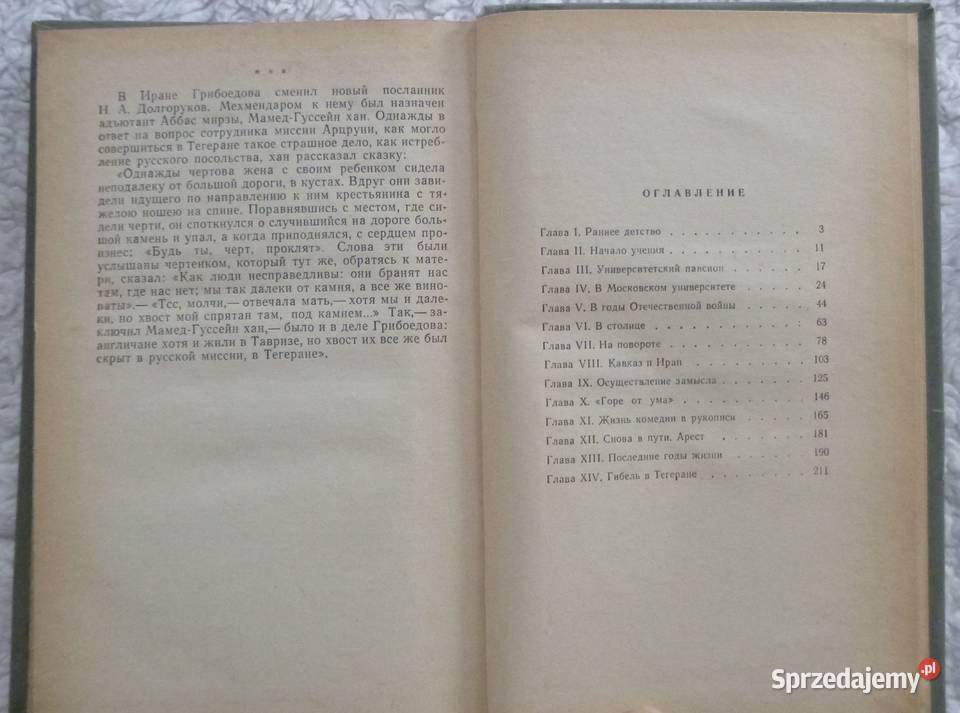 * * *
В Иране Грибоедова сменил новый посланник
Н. А. Долгоруков. Мехмендаром к нему был назначен
адъютант Аббас мирзы, Мамед-Гуссейн хан. Однажды в
ответ на вопрос сотрудника миссии Арцруни, как могло
совершиться в Тегеране такое страшное дело, как истреб-
ление русского посольства, хан рассказал сказку:
«Однажды чертова жена с своим ребенком сидела
неподалеку от большой дороги, в кустах. Вдруг они зави-
дели идущего по направлению к ним крестьянина с тя-
желою ношею на спине. Поравнявшись с местом, где си-
дели черти, он споткнулся о случившийся на дороге боль-
шой камень и упал, а когда приподнялся, с сердцем про-
изнес: «Будь ты, черт, проклят». Слова эти были
услышаны чертенком, который тут же, обратясь к мате-
ри, сказал: «Как люди несправедливы: они бранят нас
там, где нас нет; мы так далеки от камня, а все же вино-
ваты».— «Тсс, молчи,— отвечала мать,— хотя мы и дале-
ки, но хвост мой спрятан там, под камнем...» Так,— за-
ключил Мамед-Гуссейн хан,— было и в деле Грибоедова:
англичане хотя и жили в Тавризе, но хвост их все же был
скрыт в русской миссии, в Тегеране».
ОГЛАВЛЕНИЕ
Глава I. Раннее детство . . . . . . . . . . 3
Глава II. Начало учения . . . . . . . . . . 11
Глава III. Университетский пансион . . . . . . 17
Глава IV. В Московском университете . . . . . 24
Глава V. В годы Отечественной войны . . . . . 44
Глава VI. В столице . . . . . . . . . . . 63
Глава VII. На повороте . . . . . . . . . . 78
Глава VIII. Кавказ и Иран . . . . . . . . . 103
Глава IX. Осуществление замысла . . . . . . . 125
Глава X. «Горе от ума» . . . . . . . . . . 146
Глава XI. Жизнь комедии в рукописи . . . . . 165
Глава XII. Снова в пути. Арест . . . . . . . 181
Глава XIII. Последние годы жизни . . . . . . 190
Глава XIV. Гибель в Тегеране . . . . . . . . 211
Sprzedajemy.pl